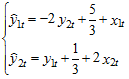 ŷ₁ₜ = −2 y₂ₜ + 5/3 + x₁ₜ
ŷ₂ₜ = y₁ₜ + 1/3 + 2 x₂ₜ